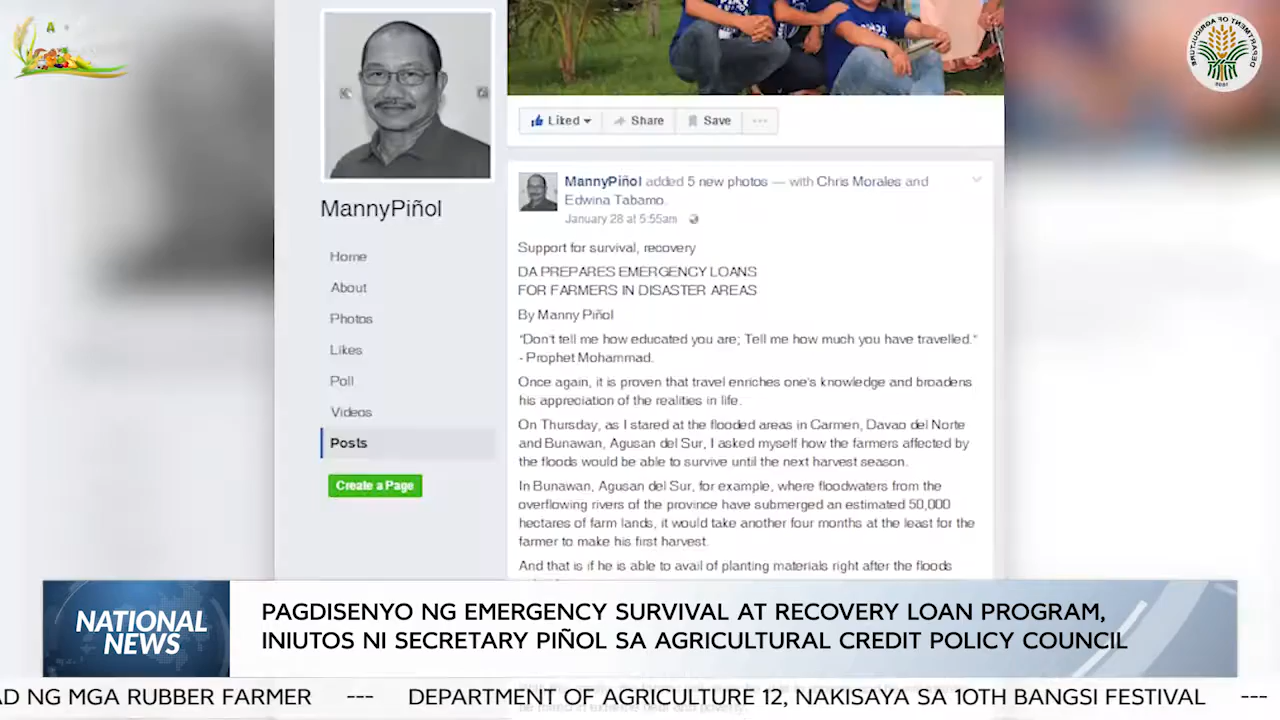 A
DEPARTMENT OF AGRICULTURE
1898
Liked
Share
Save
MannyPiñol
Home
About
Photos
Likes
Poll
Videos
Posts
Create a Page
MannyPiñol added 5 new photos — with Chris Morales and
Edwina Tabamo.
January 28 at 5:55am
Support for survival, recovery
DA PREPARES EMERGENCY LOANS
FOR FARMERS IN DISASTER AREAS
By Manny Piñol
"Don't tell me how educated you are; Tell me how much you have travelled."
- Prophet Mohammad.
Once again, it is proven that travel enriches one's knowledge and broadens
his appreciation of the realities in life.
On Thursday, as I stared at the flooded areas in Carmen, Davao del Norte
and Bunawan, Agusan del Sur, I asked myself how the farmers affected by
the floods would be able to survive until the next harvest season.
In Bunawan, Agusan del Sur, for example, where floodwaters from the
overflowing rivers of the province have submerged an estimated 50,000
hectares of farm lands, it would take another four months at the least for the
farmer to make his first harvest.
And that is if he is able to avail of planting materials right after the floods
NATIONAL
NEWS
PAGDISENYO NG EMERGENCY SURVIVAL AT RECOVERY LOAN PROGRAM,
INIUTOS NI SECRETARY PIÑOL SA AGRICULTURAL CREDIT POLICY COUNCIL
AD NG MGA RUBBER FARMER --- DEPARTMENT OF AGRICULTURE 12, NAKISAYA SA 10TH BANGSI FESTIVAL ---